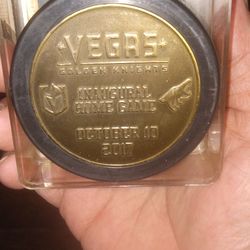 VEGAS
GOLDEN KNIGHTS
INAUGURAL
HOME GAME
OCTOBER 10
2017